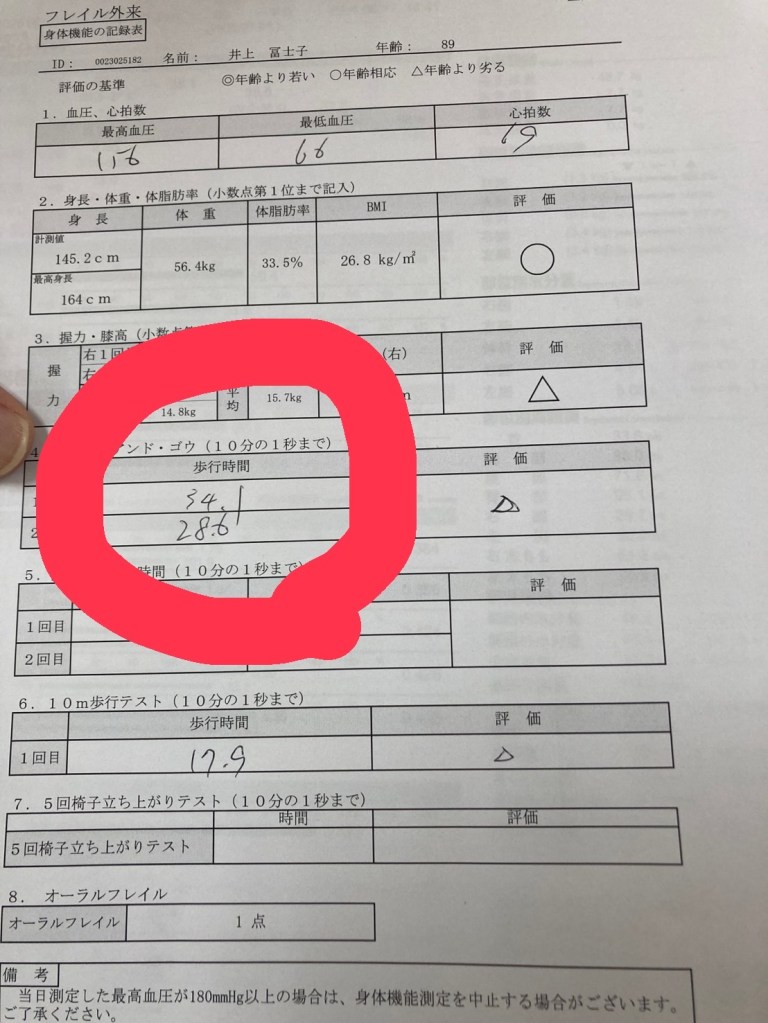 フレイル外来
身体機能の記録表
ID： 0023025182 名前： 井上 冨士子 年齢： 89
評価の基準 ◎年齢より若い ○年齢相応 △年齢より劣る
1．血圧、心拍数
最高血圧 最低血圧 心拍数
66 69
2．身長・体重・体脂肪率（小数点第１位まで記入）
身 長 体 重 体脂肪率 BMI 評 価
計測値
145.2ｃｍ 56.4kg 33.5% 26.8 kg/㎡ ○
最高身長
164ｃｍ
3．握力・膝高（小数点
握力 右１回 （右） 評 価
右
14.8kg 平均 15.7kg △
ンド・ゴウ（１０分の１秒まで）
歩行時間 評 価
34.1 △
28.6
5． 時間（１０分の１秒まで）
評 価
１回目
２回目
6．１０ｍ歩行テスト（１０分の１秒まで）
歩行時間 評 価
１回目 17.9 △
7．５回椅子立ち上がりテスト（１０分の１秒まで）
時間 評価
５回椅子立ち上がりテスト
8． オーラルフレイル
オーラルフレイル １ 点
備 考
当日測定した最高血圧が180mmHg以上の場合は、身体機能測定を中止する場合がございます。
ご了承ください。